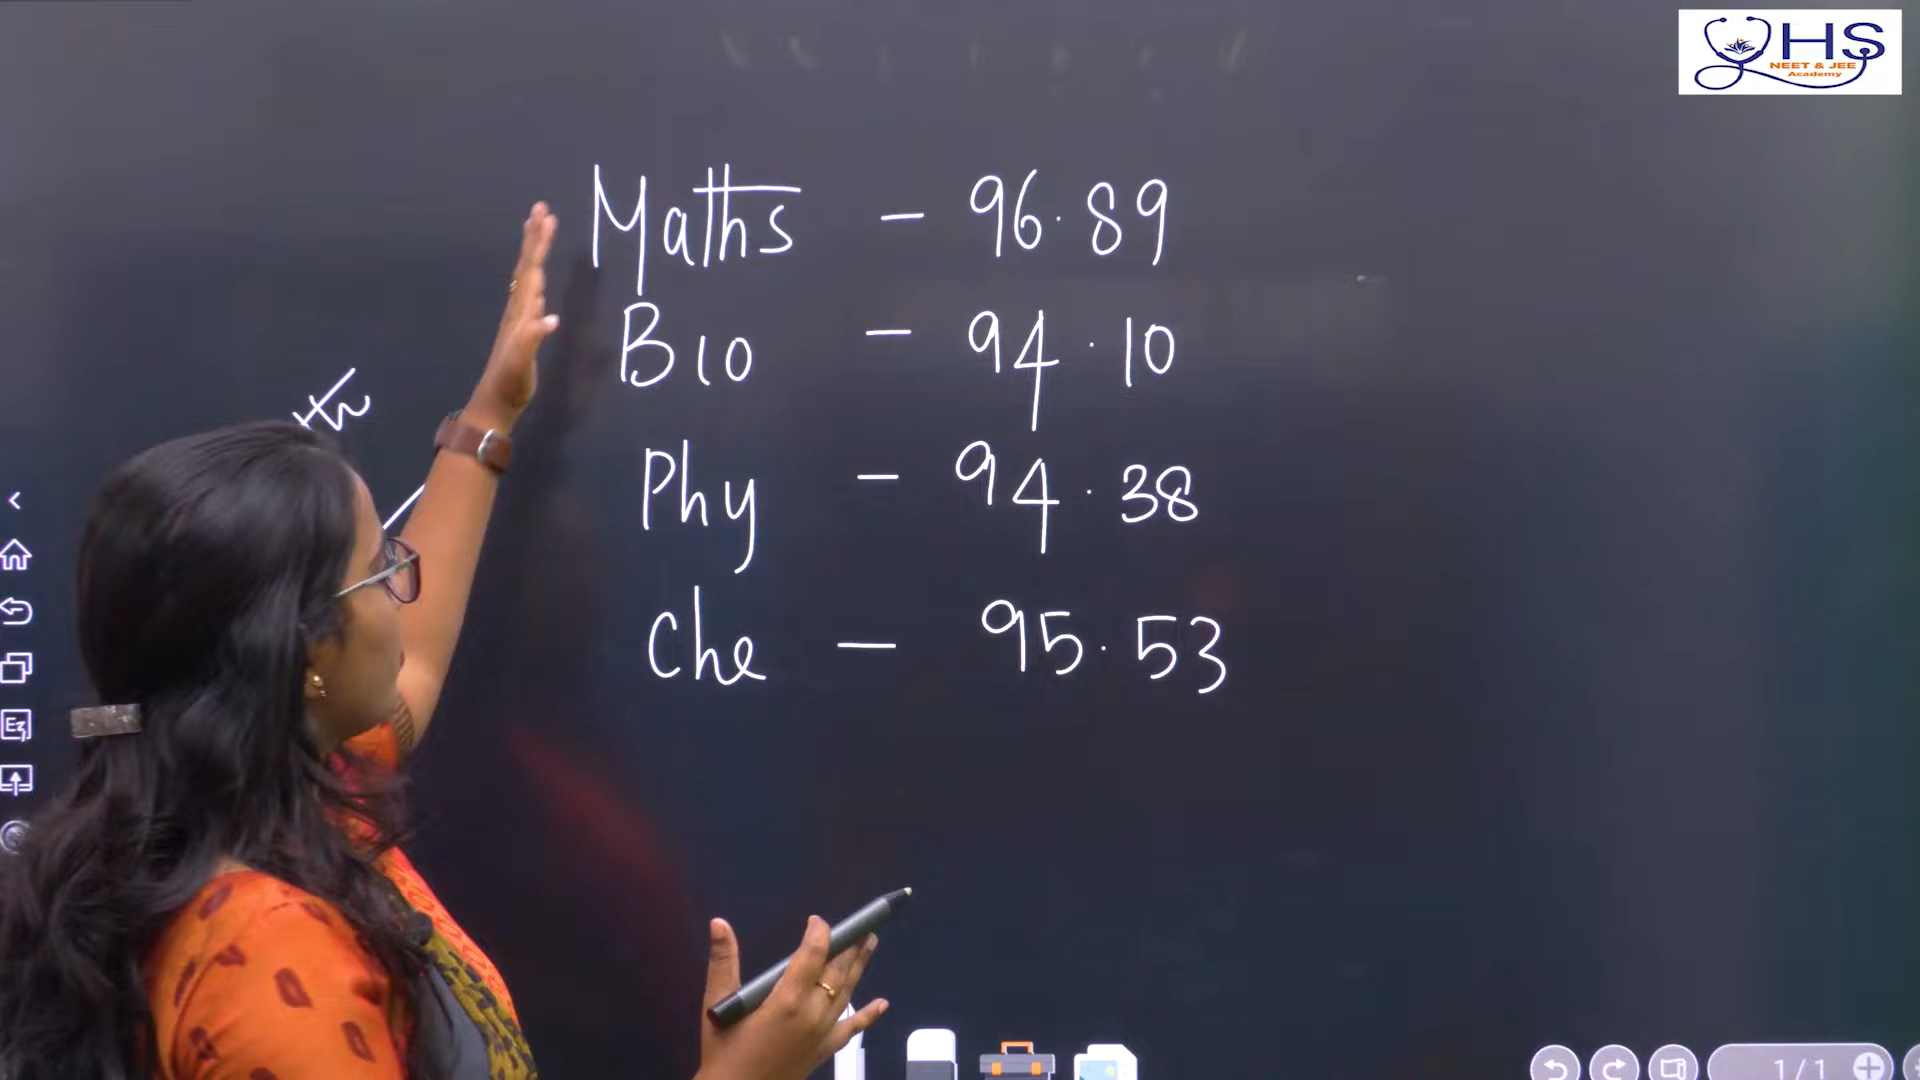 HS
NEET & JEE
Academy
Maths - 96.89
Bio - 94.10
Phy - 94.38
Che - 95.53
1/1